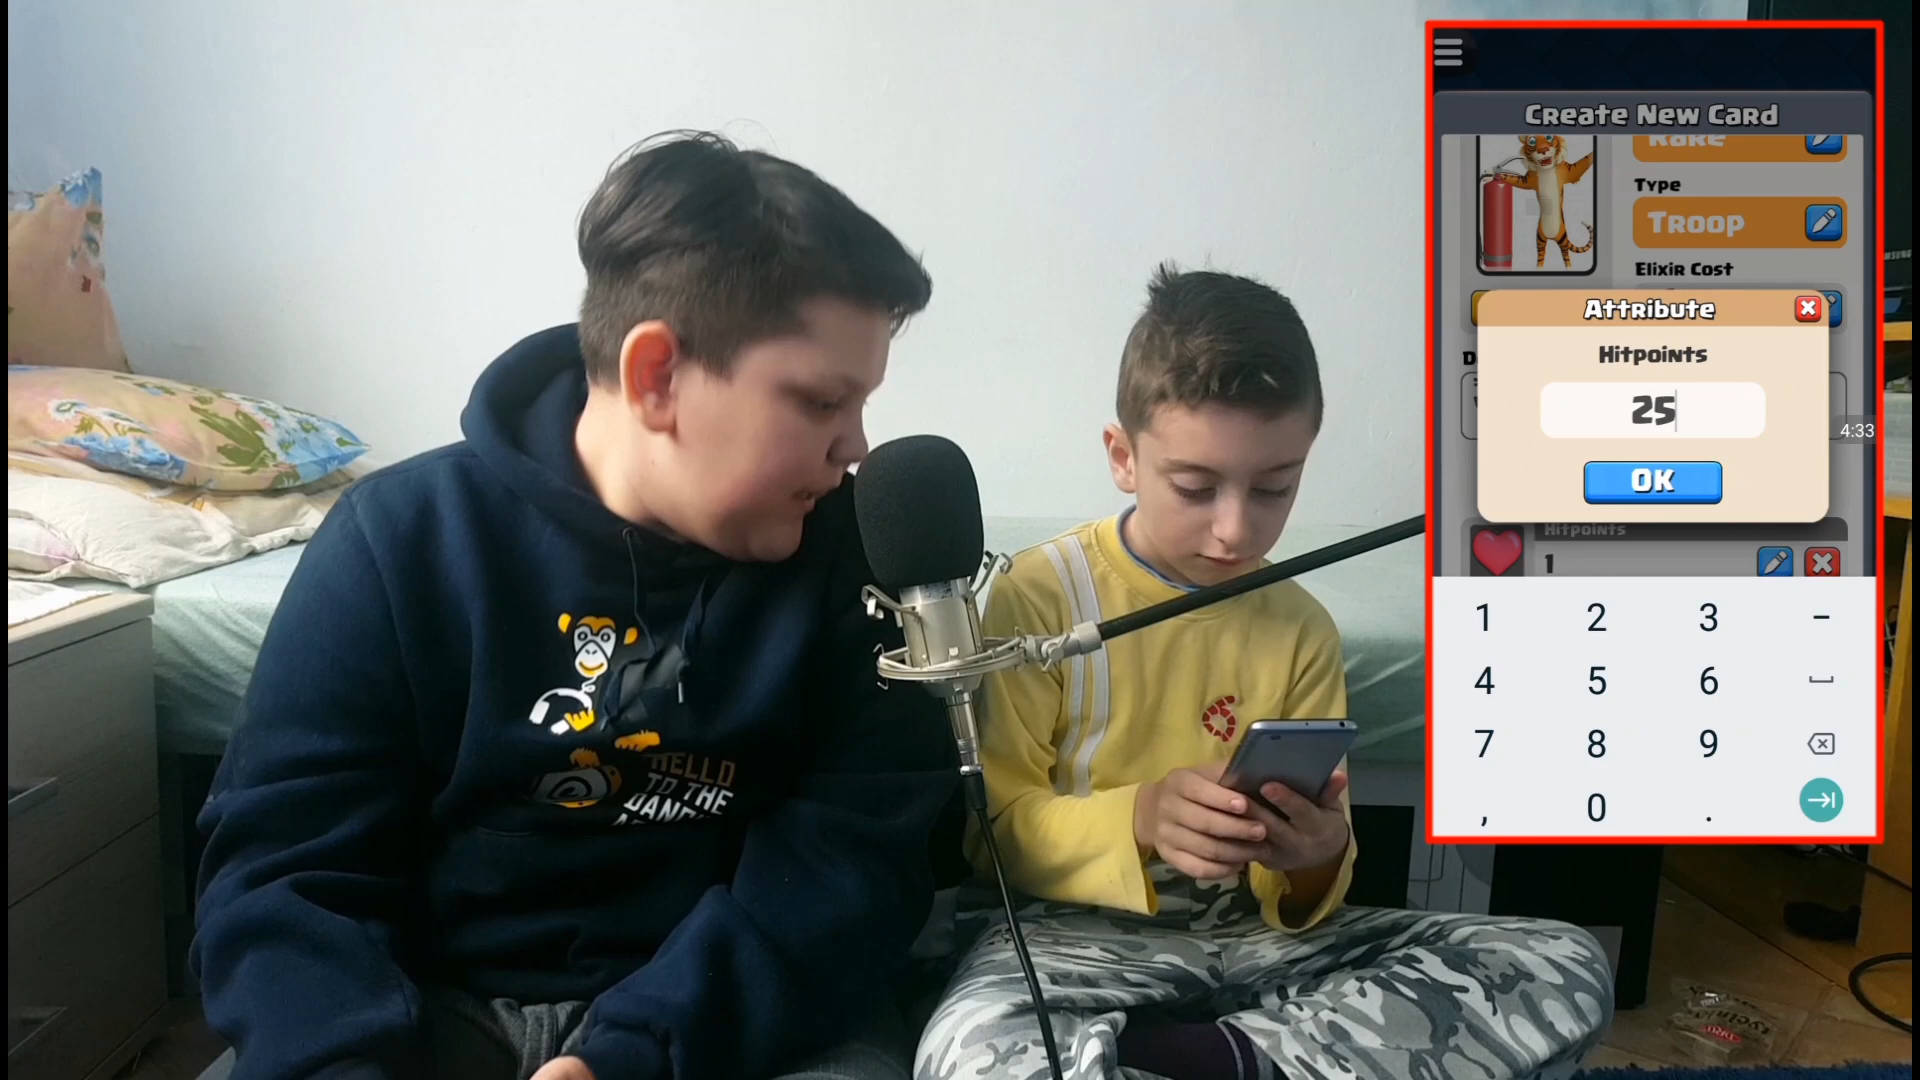 Create New Card
Rare
Type
Troop
Elixir Cost
Attribute
Hitpoints
25
4:33
OK
Hitpoints
1
1 2 3 -
4 5 6
7 8 9
, 0 .
HELLO
TO THE